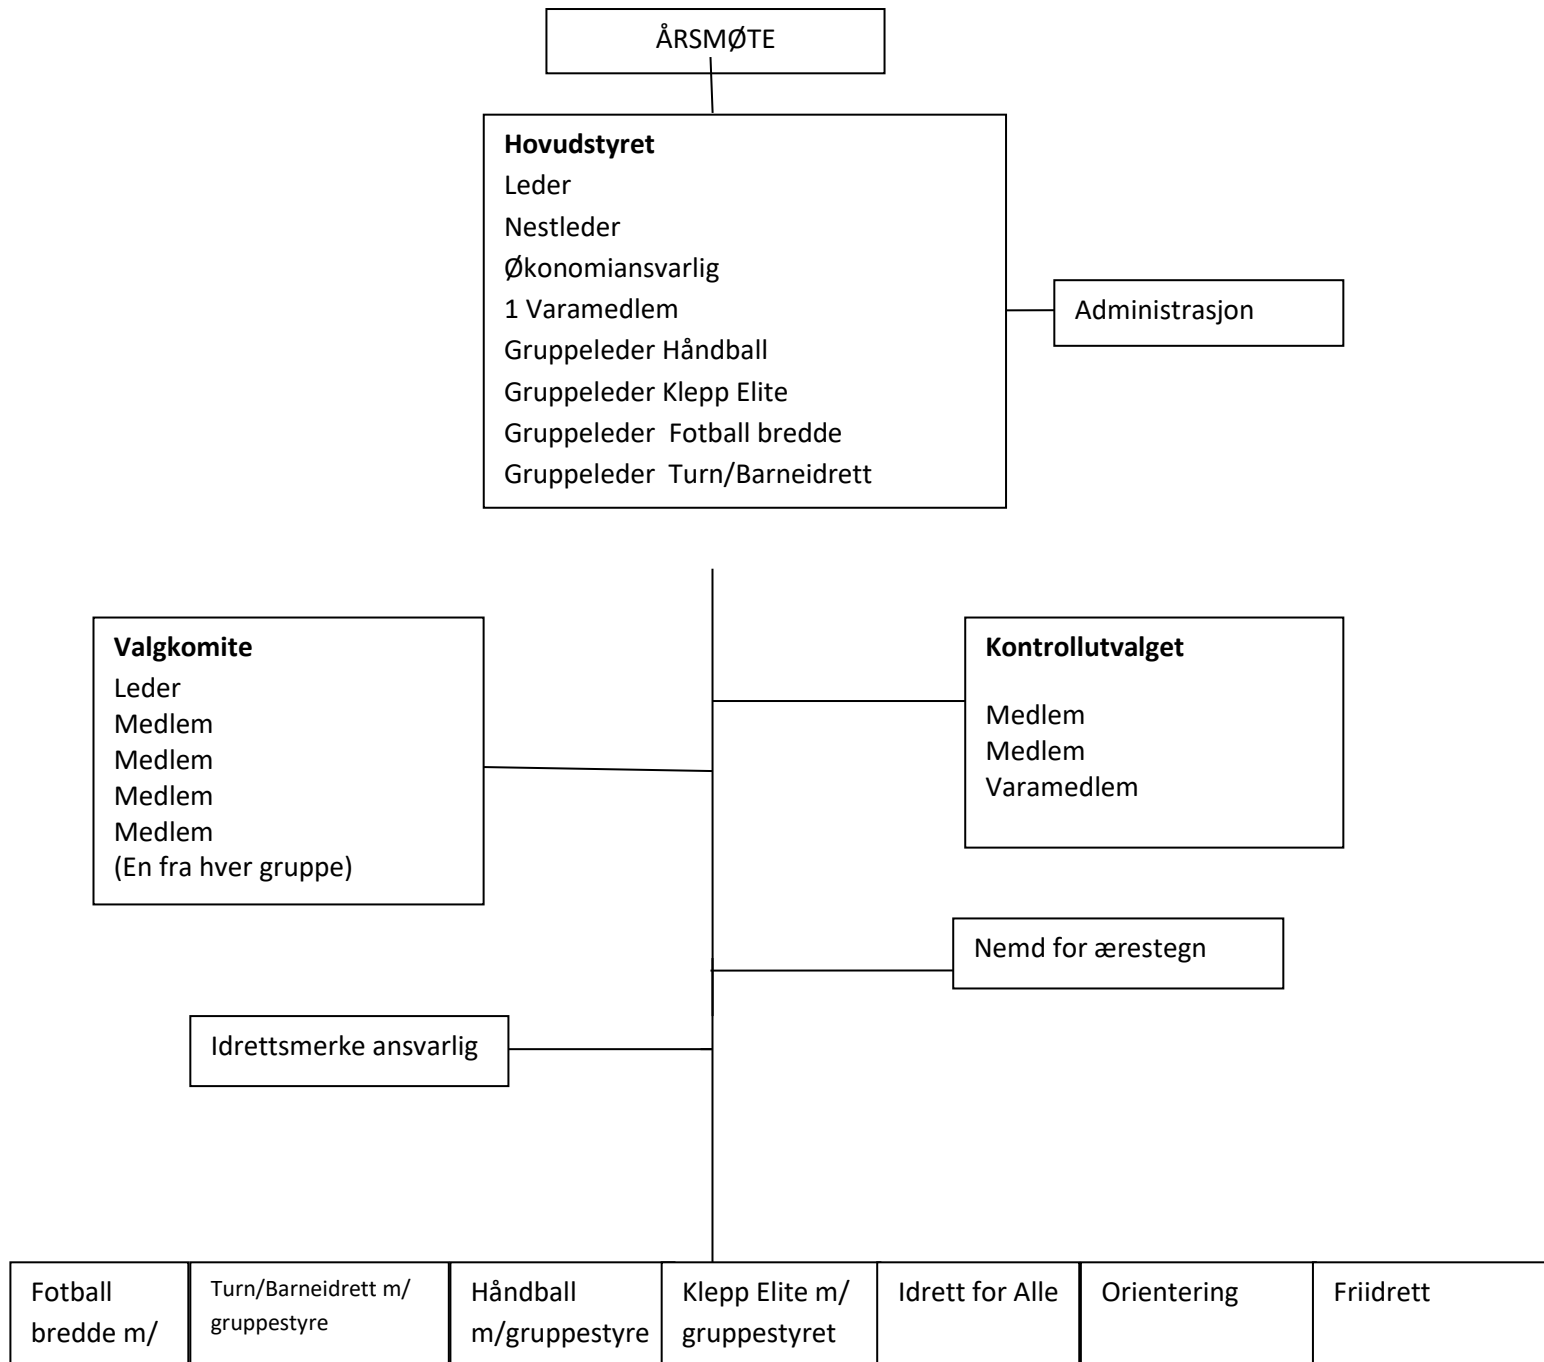 ÅRSMØTE
Hovudstyret
Leder
Nestleder
Økonomiansvarlig
1 Varamedlem
Gruppeleder Håndball
Gruppeleder Klepp Elite
Gruppeleder  Fotball bredde
Gruppeleder  Turn/Barneidrett
Administrasjon
Valgkomite
Leder
Medlem
Medlem
Medlem
Medlem
(En fra hver gruppe)
Kontrollutvalget
Medlem
Medlem
Varamedlem
Nemd for ærestegn
Idrettsmerke ansvarlig
Fotball
bredde m/
Turn/Barneidrett m/
gruppestyre
Håndball
m/gruppestyre
Klepp Elite m/
gruppestyret
Idrett for Alle
Orientering
Friidrett